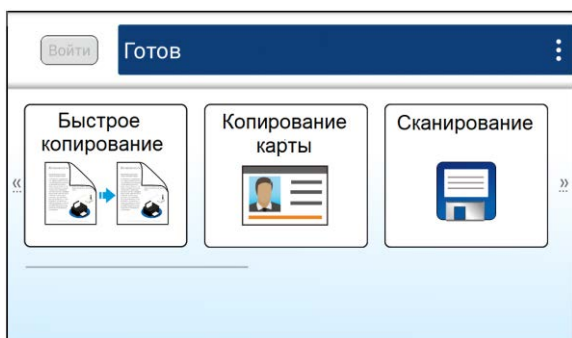 Войти
Готов
Быстрое
копирование
Копирование
карты
Сканирование
«
»